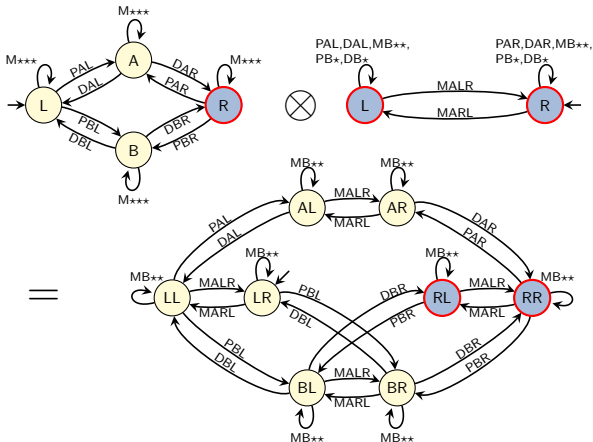 M⋆⋆⋆
A
M⋆⋆⋆
PAL
DAL
DAR
PAR
M⋆⋆⋆
L
R
PBL
DBL
DBR
PBR
B
M⋆⋆⋆
⊗
PAL,DAL,MB⋆⋆,
PB⋆,DB⋆
PAR,DAR,MB⋆⋆,
PB⋆,DB⋆
L
MALR
MARL
R
=
MB⋆⋆
MB⋆⋆
AL
MALR
MARL
AR
PAL
DAL
DAR
PAR
MB⋆⋆
MB⋆⋆
MB⋆⋆
MB⋆⋆
LL
MALR
MARL
LR
RL
MALR
MARL
RR
PBL
DBL
DBR
PBR
PBL
DBL
DBR
PBR
BL
MALR
MARL
BR
MB⋆⋆
MB⋆⋆